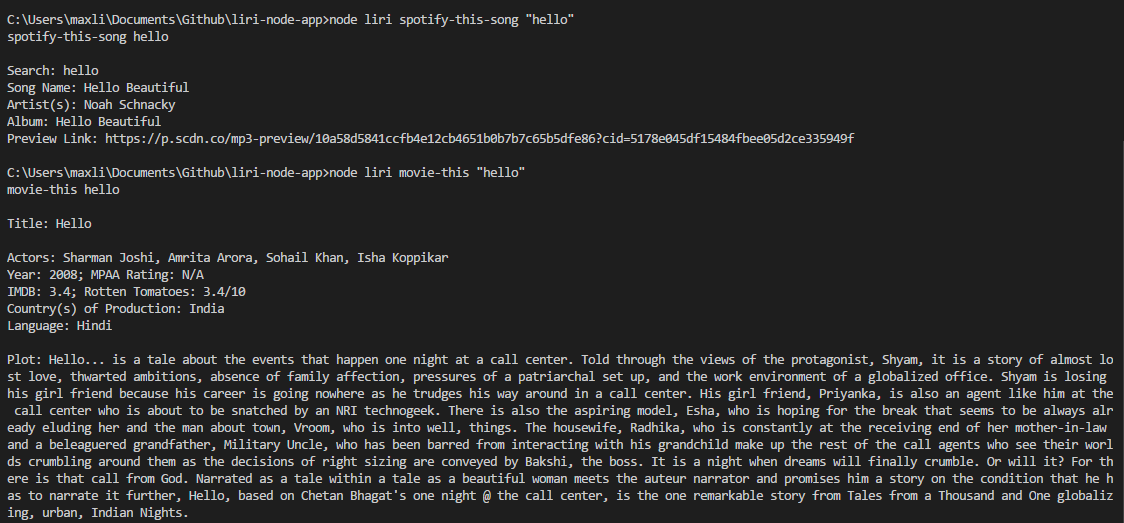 C:\Users\maxli\Documents\Github\liri-node-app>node liri spotify-this-song "hello"
spotify-this-song hello
Search: hello
Song Name: Hello Beautiful
Artist(s): Noah Schnacky
Album: Hello Beautiful
Preview Link: https://p.scdn.co/mp3-preview/10a58d5841ccfb4e12cb4651b0b7b7c65b5dfe86?cid=5178e045df15484fbee05d2ce335949f
C:\Users\maxli\Documents\Github\liri-node-app>node liri movie-this "hello"
movie-this hello
Title: Hello
Actors: Sharman Joshi, Amrita Arora, Sohail Khan, Isha Koppikar
Year: 2008; MPAA Rating: N/A
IMDB: 3.4; Rotten Tomatoes: 3.4/10
Country(s) of Production: India
Language: Hindi
Plot: Hello... is a tale about the events that happen one night at a call center. Told through the views of the protagonist, Shyam, it is a story of almost lo
st love, thwarted ambitions, absence of family affection, pressures of a patriarchal set up, and the work environment of a globalized office. Shyam is losing
his girl friend because his career is going nowhere as he trudges his way around in a call center. His girl friend, Priyanka, is also an agent like him at the
 call center who is about to be snatched by an NRI technogeek. There is also the aspiring model, Esha, who is hoping for the break that seems to be always alr
eady eluding her and the man about town, Vroom, who is into well, things. The housewife, Radhika, who is constantly at the receiving end of her mother-in-law
and a beleaguered grandfather, Military Uncle, who has been barred from interacting with his grandchild make up the rest of the call agents who see their worl
ds crumbling around them as the decisions of right sizing are conveyed by Bakshi, the boss. It is a night when dreams will finally crumble. Or will it? For th
ere is that call from God. Narrated as a tale within a tale as a beautiful woman meets the auteur narrator and promises him a story on the condition that he h
as to narrate it further, Hello, based on Chetan Bhagat's one night @ the call center, is the one remarkable story from Tales from a Thousand and One globaliz
ing, urban, Indian Nights.